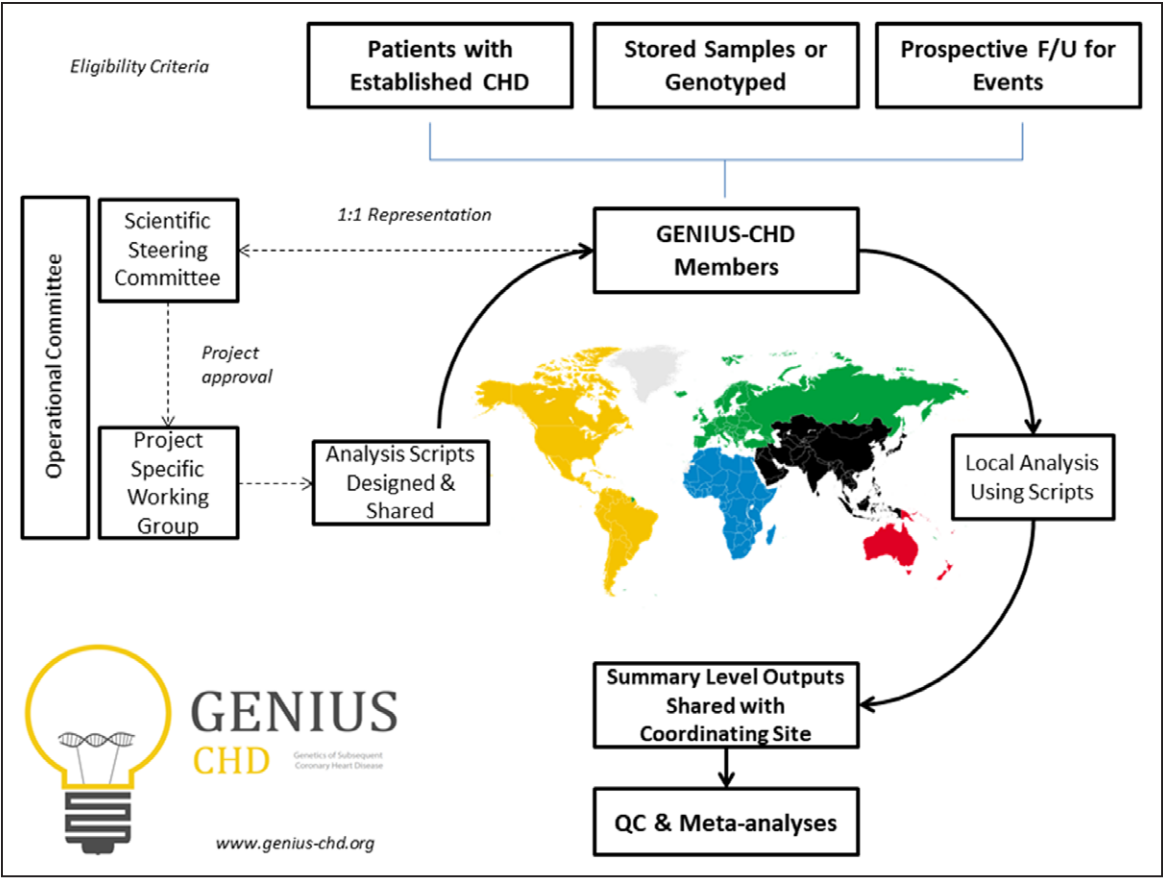 Eligibility Criteria
Patients with
Established CHD
Stored Samples or
Genotyped
Prospective F/U for
Events
Operational Committee
Scientific
Steering
Committee
1:1 Representation
GENIUS-CHD
Members
Project
approval
Project
Specific
Working
Group
Analysis Scripts
Designed &
Shared
Local Analysis
Using Scripts
Summary Level Outputs
Shared with
Coordinating Site
QC & Meta-analyses
GENIUS
CHD
Genetics of Subsequent
Coronary Heart Disease
www.genius-chd.org